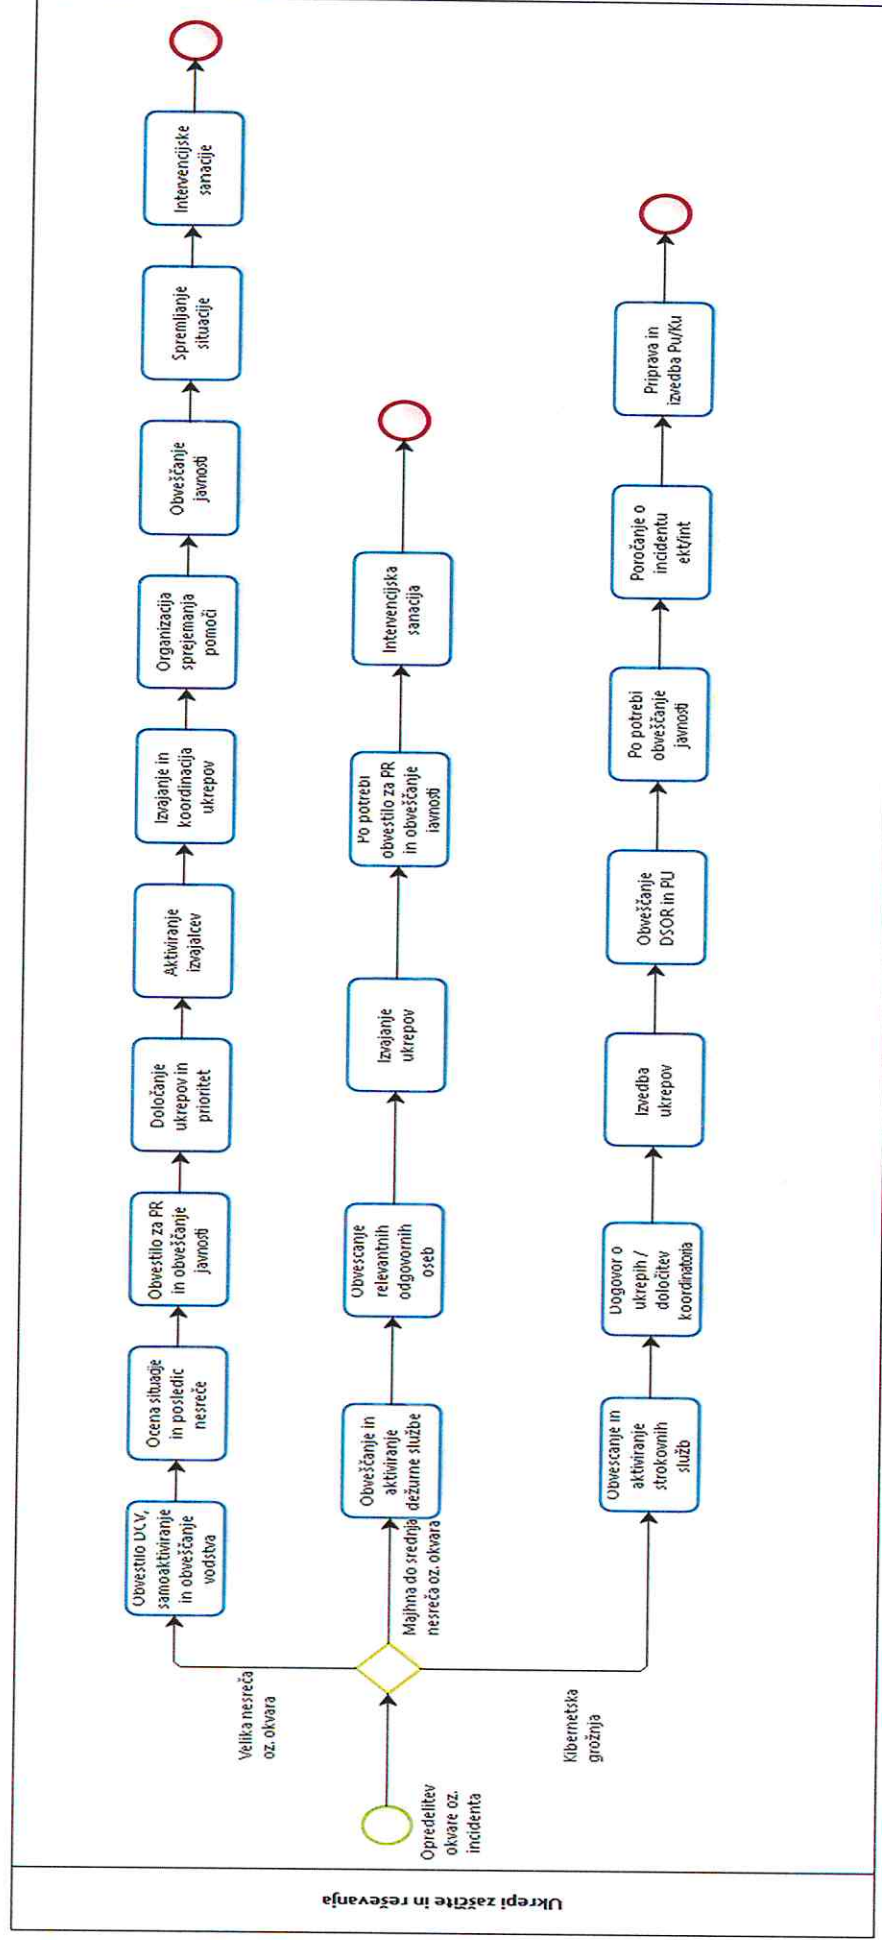 Ukrepi zaščite in reševanja
Opredelitev
okvare oz.
incidenta
Velika nesreča
oz. okvara
Obvestilo DCV,
samoaktiviranje
in obveščanje
vodstva
Ocena situacije
in posledic
nesreče
Obvestilo za PR
in obveščanje
javnosti
Določanje
ukrepov in
prioritet
Aktiviranje
izvajalcev
Izvajanje in
koordinacija
ukrepov
Organizacija
sprejemanja
pomoči
Obveščanje
javnosti
Spremljanje
situacije
Intervencijske
sanacije
Majhna do srednja
nesreča oz. okvara
Obveščanje in
aktiviranje
dežurne službe
Obvescanje
relevantnih
odgovornih
oseb
Izvajanje
ukrepov
Po potrebi
obvestilo za PR
in obveščanje
javnosti
Intervencijska
sanacija
Kibernetska
grožnja
Obvescanje in
aktiviranje
strokovnih
služb
Dogovor o
ukrepih /
določitev
koordinatorja
Izvedba
ukrepov
Obveščanje
DSOR in PU
Po potrebi
obveščanje
javnosti
Poročanje o
incidentu
ekt/int
Priprava in
izvedba Pu/Ku